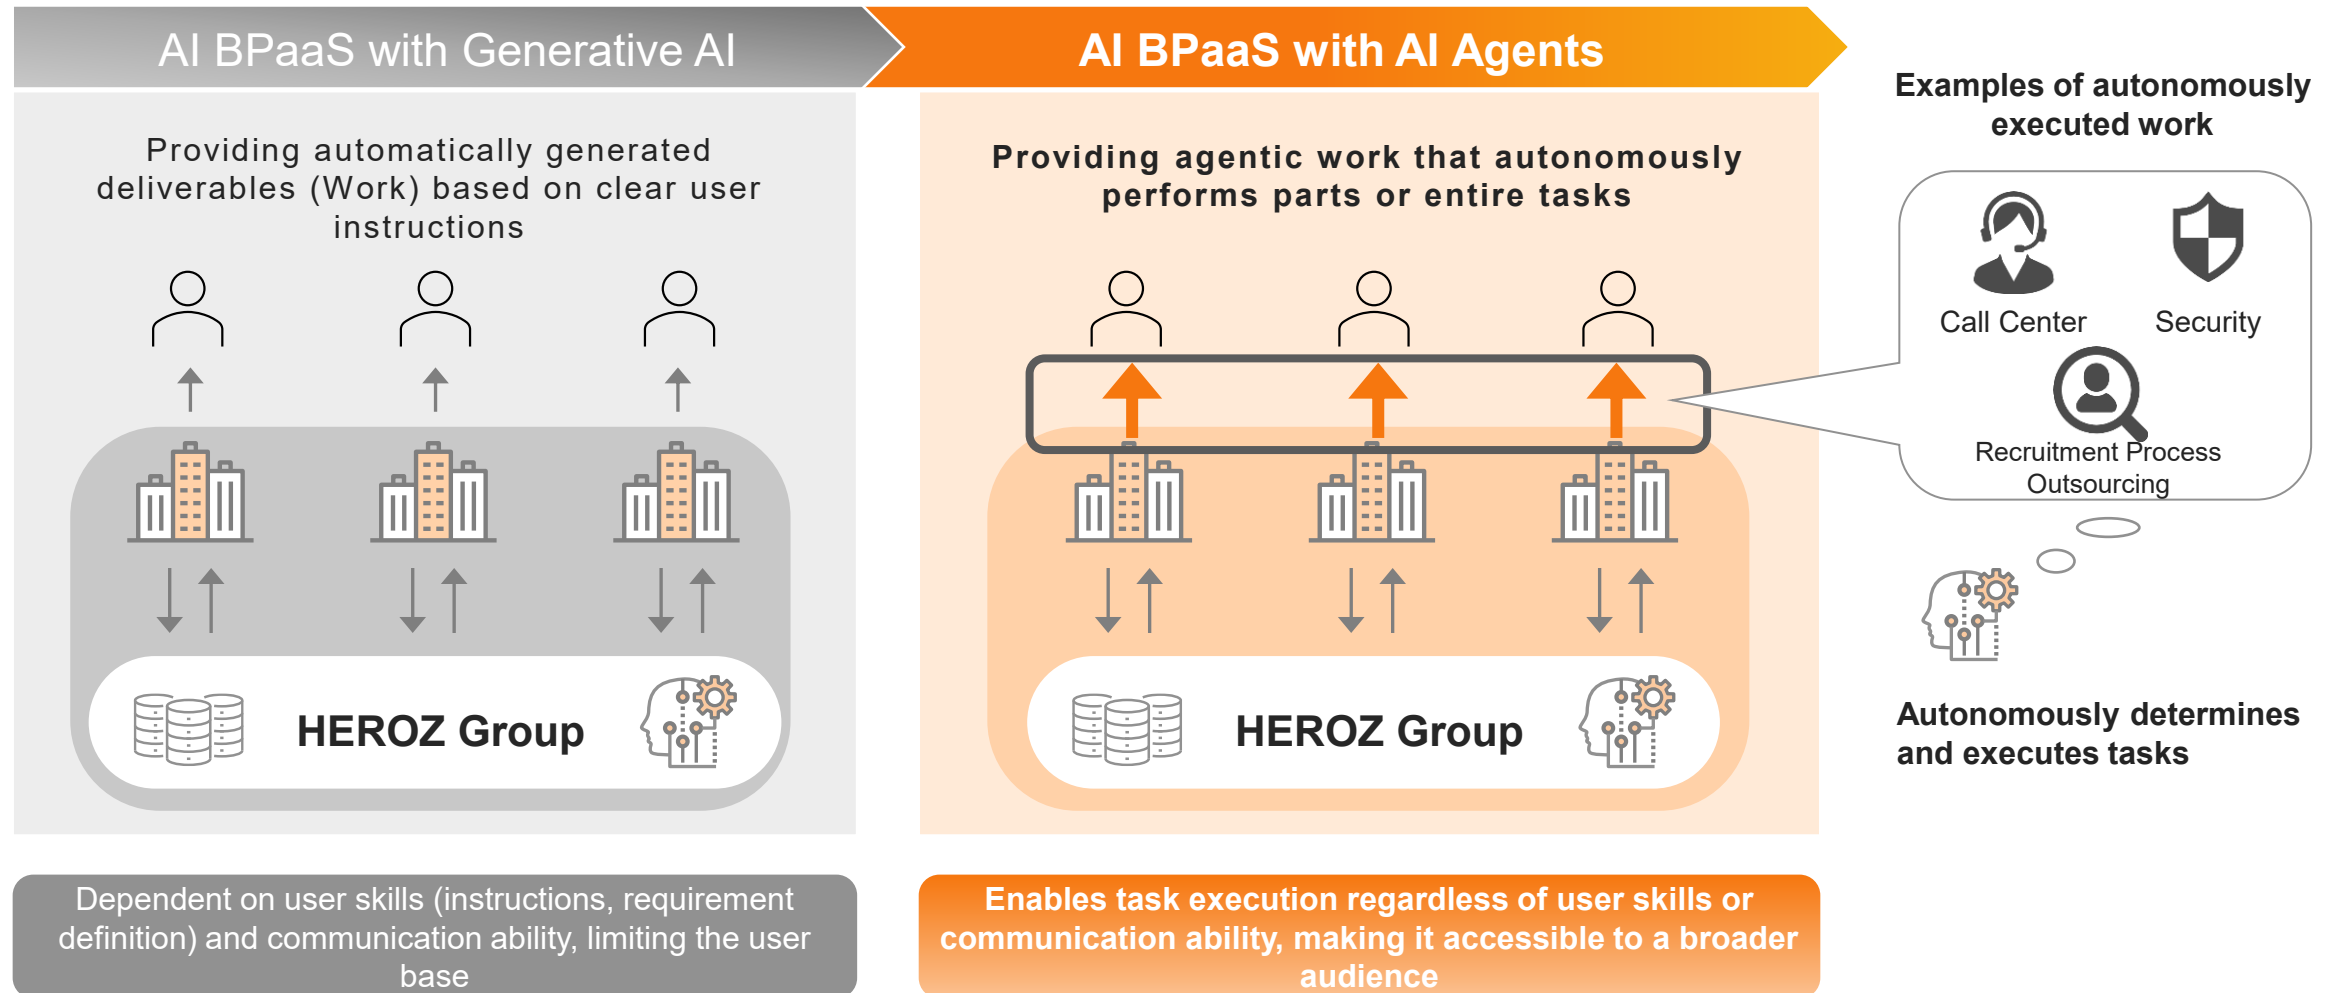 AI BPaaS with Generative AI
AI BPaaS with AI Agents
Providing automatically generated
deliverables (Work) based on clear user
instructions
HEROZ Group
Dependent on user skills (instructions, requirement
definition) and communication ability, limiting the user
base
Providing agentic work that autonomously
performs parts or entire tasks
HEROZ Group
Enables task execution regardless of user skills or
communication ability, making it accessible to a broader
audience
Examples of autonomously
executed work
Call Center
Security
Recruitment Process
Outsourcing
Autonomously determines
and executes tasks